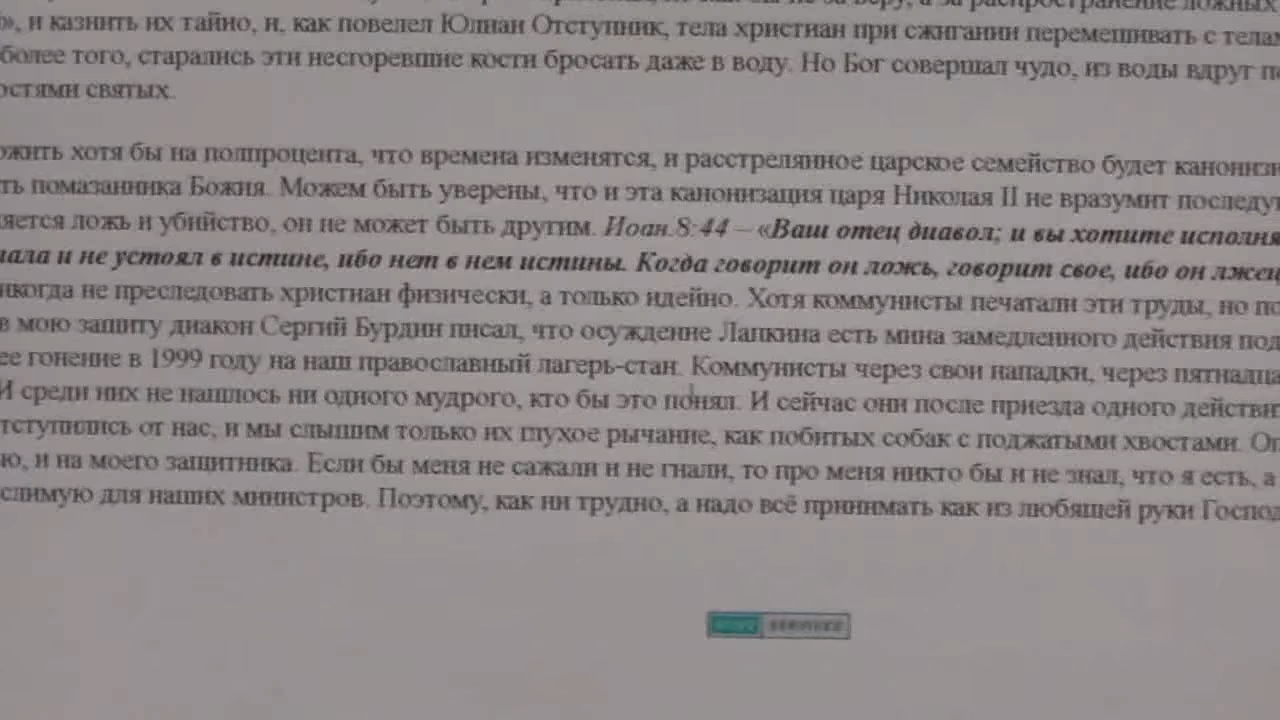 », и казнить их тайно, и, как повелел Юлиан Отступник, тела христиан при сжигании перемешивать с телам
более того, старались эти несгоревшие кости бросать даже в воду. Но Бог совершал чудо, из воды вдруг п
остями святых.
ожить хотя бы на полпроцента, что времена изменятся, и расстрелянное царское семейство будет канониз
ть помазанника Божия. Можем быть уверены, что и эта канонизация царя Николая II не вразумит последу
яется ложь и убийство, он не может быть другим. Иоан.8:44 – «Ваш отец диавол; и вы хотите исполня
ала и не устоял в истине, ибо нет в нем истины. Когда говорит он ложь, говорит свое, ибо он лжец
икогда не преследовать христиан физически, а только идейно. Хотя коммунисты печатали эти труды, но по
в мою защиту диакон Сергий Бурдин писал, что осуждение Лапкина есть мина замедленного действия под
ее гонение в 1999 году на наш православный лагерь-стан. Коммунисты через свои нападки, через пятнадца
И среди них не нашлось ни одного мудрого, кто бы это понял. И сейчас они после приезда одного действи
тступились от нас, и мы слышим только их глухое рычание, как побитых собак с поджатыми хвостами. Ог
ю, и на моего защитника. Если бы меня не сажали и не гнали, то про меня никто бы и не знал, что я есть, а
слимую для наших министров. Поэтому, как ни трудно, а надо всё принимать как из любящей руки Господ